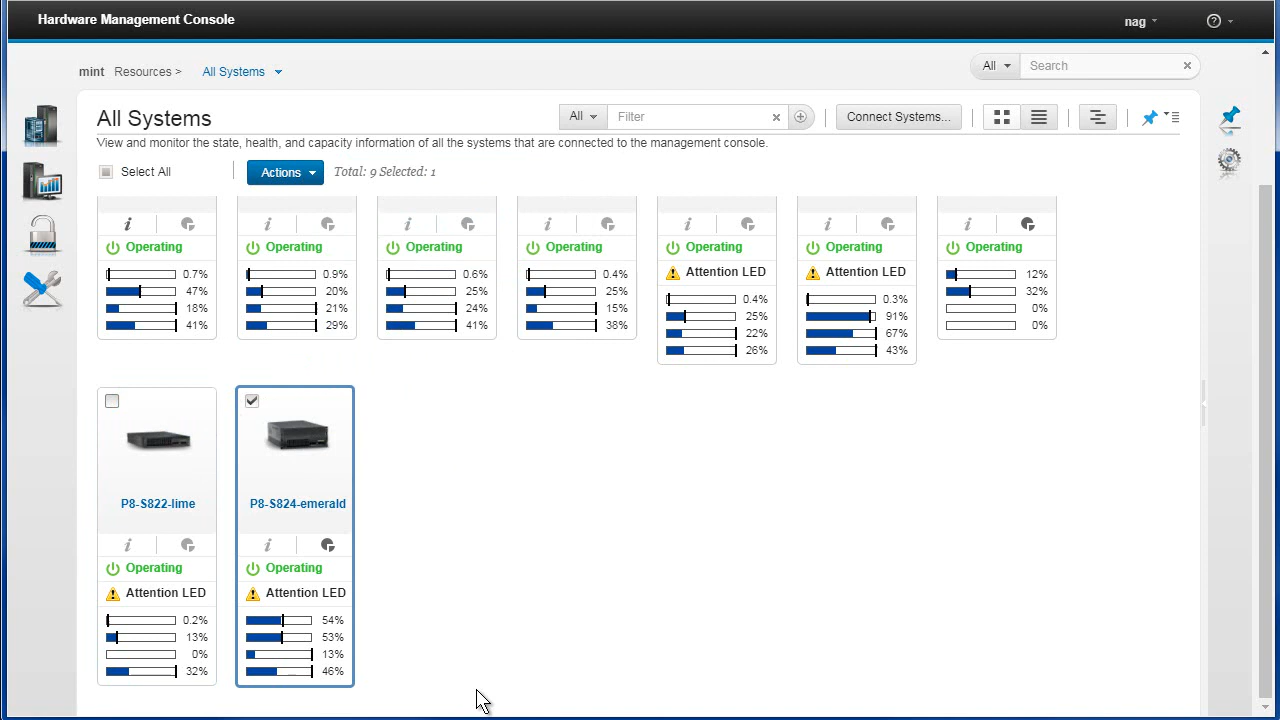 Hardware Management Console
nag
?
mint Resources > All Systems
All Search
All Systems
All Filter
Connect Systems...
View and monitor the state, health, and capacity information of all the systems that are connected to the management console.
Select All Actions Total: 9 Selected: 1
i i i i i i i
Operating Operating Operating Operating Operating Operating Operating
Attention LED Attention LED
0.7% 0.9% 0.6% 0.4% 0.4% 0.3% 12%
47% 20% 25% 25% 25% 91% 32%
18% 21% 24% 15% 22% 67% 0%
41% 29% 41% 38% 26% 43% 0%
P8-S822-lime P8-S824-emerald
i i
Operating Operating
Attention LED Attention LED
0.2% 54%
13% 53%
0% 13%
32% 46%